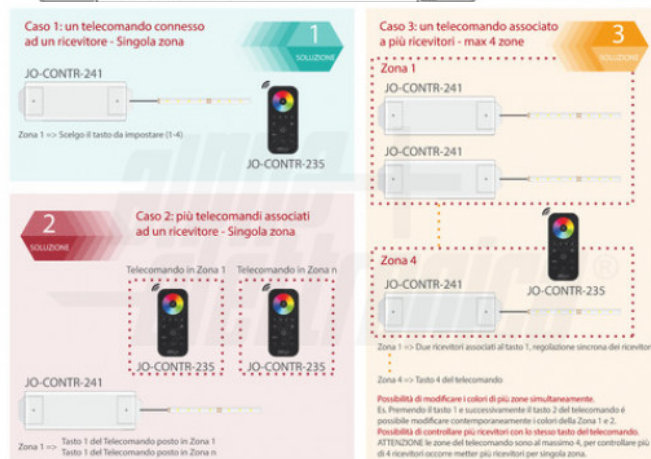 Caso 1: un telecomando connesso
ad un ricevitore - Singola zona
1
SOLUZIONE
JO-CONTR-241
Zona 1 => Scelgo il tasto da impostare (1-4)
JO-CONTR-235
2
SOLUZIONE
Caso 2: più telecomandi associati
ad un ricevitore - Singola zona
Telecomando in Zona 1
Telecomando in Zona n
JO-CONTR-235
JO-CONTR-235
JO-CONTR-241
Zona 1 =>
Tasto 1 del Telecomando posto in Zona 1
Tasto 1 del Telecomando posto in Zona n
Caso 3: un telecomando associato
a più ricevitori - max 4 zone
3
SOLUZIONE
Zona 1
JO-CONTR-241
JO-CONTR-241
Zona 4
JO-CONTR-241
JO-CONTR-235
Zona 1 => Due ricevitori associati al tasto 1, regolazione sincrona dei ricevitor
Zona 4 => Tasto 4 del telecomando
Possibilità di modificare i colori di più zone simultaneamente.
Es. Premendo il tasto 1 e successivamente il tasto 2 del telecomando è
possibile modificare contemporaneamente i colori della Zona 1 e 2.
Possibilità di controllare più ricevitori con lo stesso tasto del telecomando.
ATTENZIONE le zone del telecomando sono al massimo 4, per controllare più
di 4 ricevitori occorre metter più ricevitori per singola zona.
alpha
elettronica ®